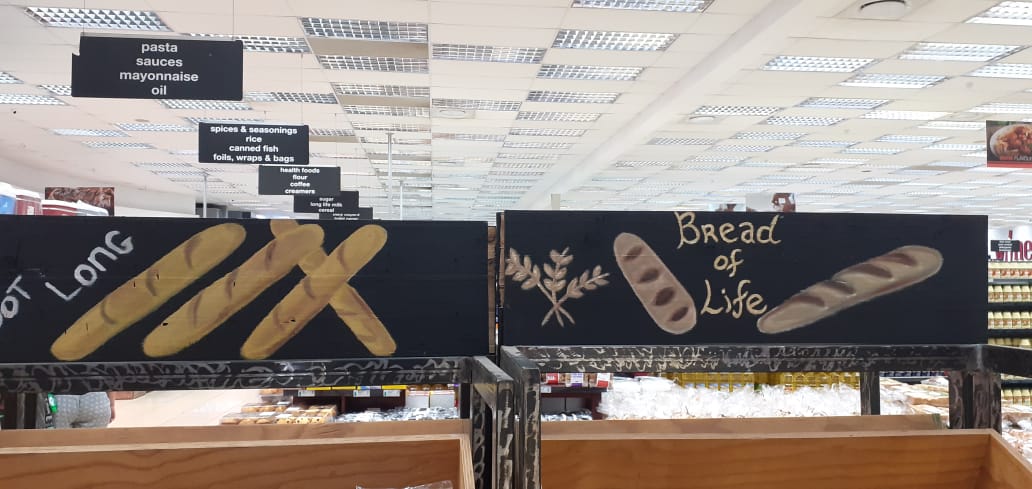 pasta
sauces
mayonnaise
oil
spices & seasonings
rice
canned fish
foils, wraps & bags
health foods
flour
coffee
creamers
sugar
long life milk
cereal
LONG
Bread
of
Life